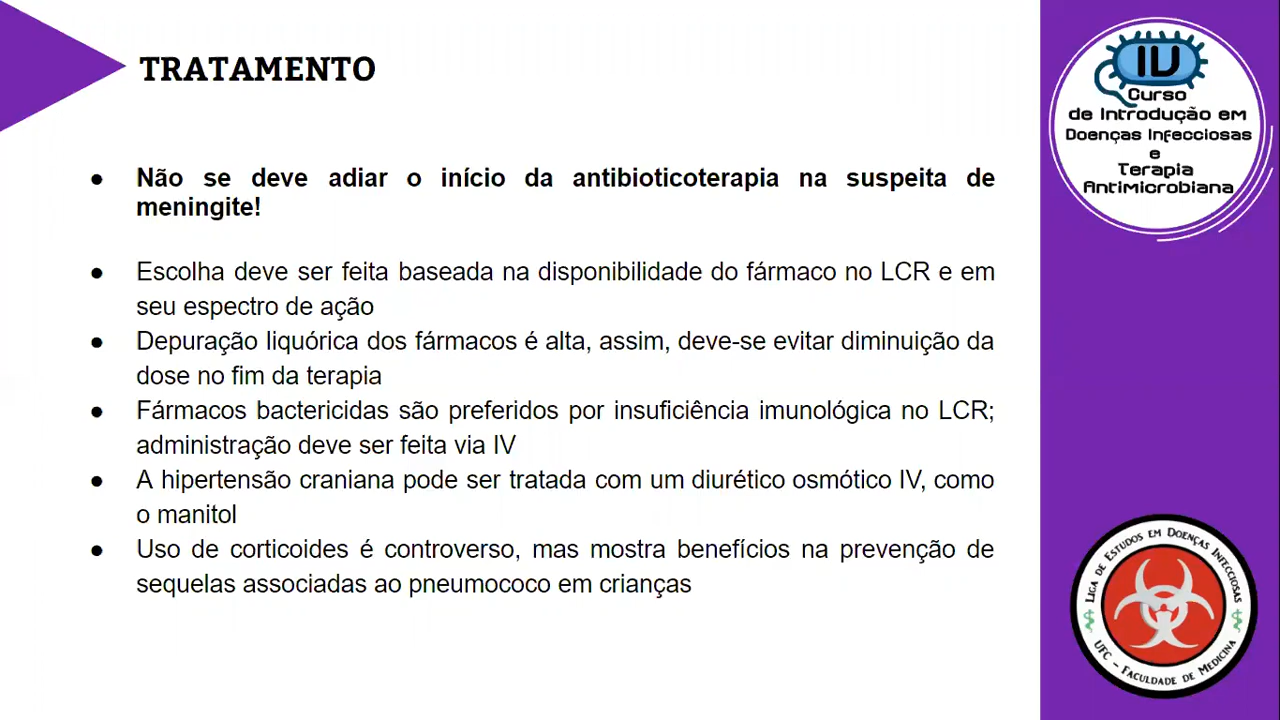 TRATAMENTO
● Não se deve adiar o início da antibioticoterapia na suspeita de
meningite!
● Escolha deve ser feita baseada na disponibilidade do fármaco no LCR e em
seu espectro de ação
● Depuração liquórica dos fármacos é alta, assim, deve-se evitar diminuição da
dose no fim da terapia
● Fármacos bactericidas são preferidos por insuficiência imunológica no LCR;
administração deve ser feita via IV
● A hipertensão craniana pode ser tratada com um diurético osmótico IV, como
o manitol
● Uso de corticoides é controverso, mas mostra benefícios na prevenção de
sequelas associadas ao pneumococo em crianças
IV
Curso
de Introdução em
Doenças Infecciosas
e
Terapia
Antimicrobiana
Liga de Estudos em Doenças Infecciosas
UFC - Faculdade de Medicina